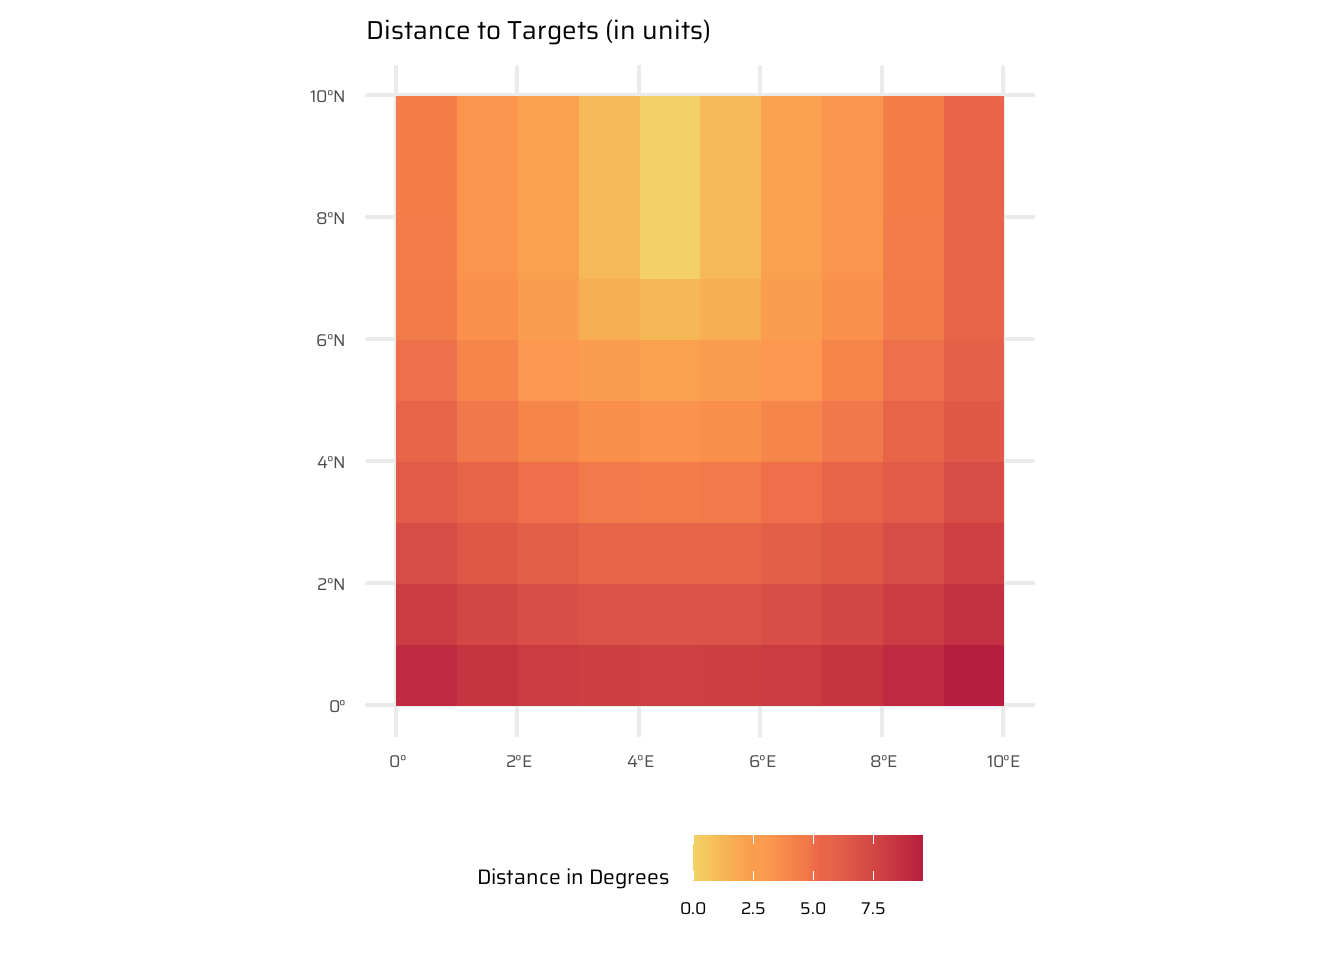 Distance to Targets (in units)
10°N
8°N
6°N
4°N
2°N
0°
0° 2°E 4°E 6°E 8°E 10°E
Distance in Degrees
0.0 2.5 5.0 7.5